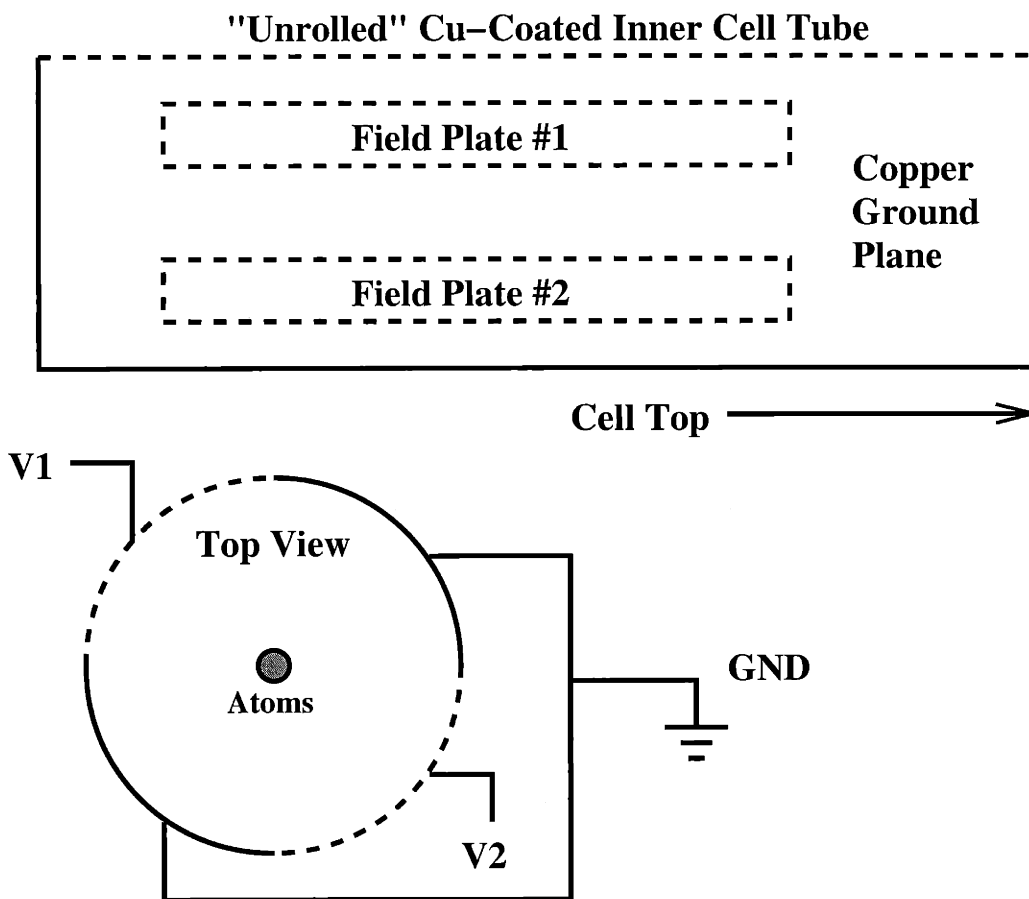 "Unrolled" Cu−Coated Inner Cell Tube
Field Plate #1
Copper
Ground
Plane
Field Plate #2
Cell Top
V1
Top View
GND
Atoms
V2